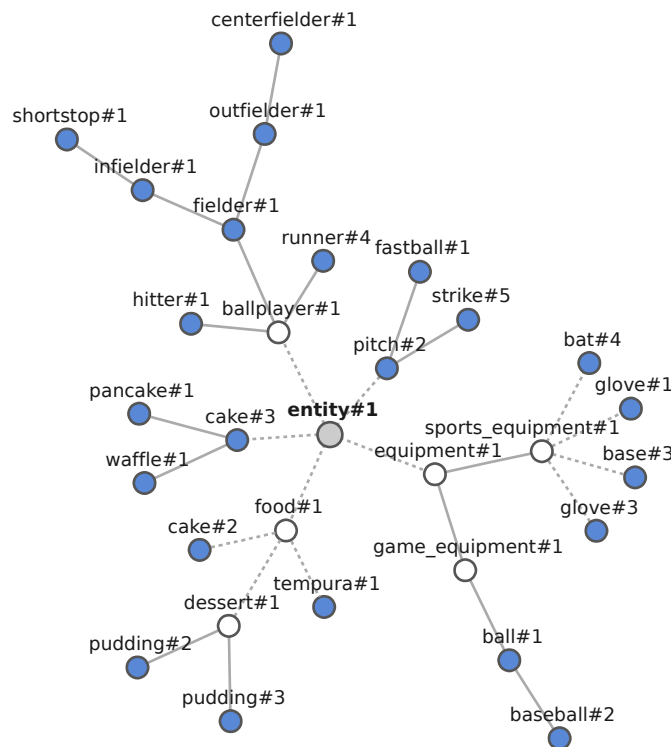 centerfielder#1
outfielder#1
shortstop#1
infielder#1
fielder#1
runner#4
fastball#1
hitter#1
ballplayer#1
strike#5
pitch#2
bat#4
glove#1
pancake#1
cake#3
entity#1
sports_equipment#1
equipment#1
base#3
waffle#1
food#1
glove#3
cake#2
game_equipment#1
tempura#1
dessert#1
pudding#2
ball#1
pudding#3
baseball#2